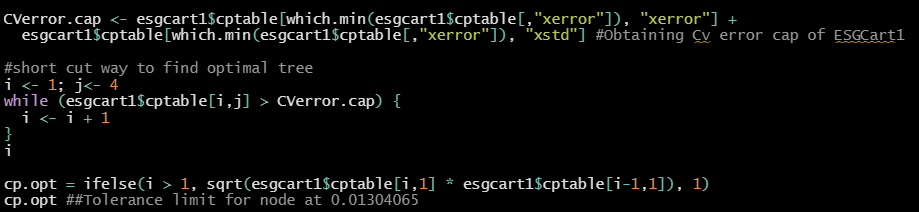 CVerror.cap <- esgcart1$cptable[which.min(esgcart1$cptable[,"xerror"]), "xerror"] +
  esgcart1$cptable[which.min(esgcart1$cptable[,"xerror"]), "xstd"] #Obtaining Cv error cap of ESGCart1
#short cut way to find optimal tree
i <- 1; j<- 4
while (esgcart1$cptable[i,j] > CVerror.cap) {
  i <- i + 1
}
i
cp.opt = ifelse(i > 1, sqrt(esgcart1$cptable[i,1] * esgcart1$cptable[i-1,1]), 1)
cp.opt ##Tolerance limit for node at 0.01304065